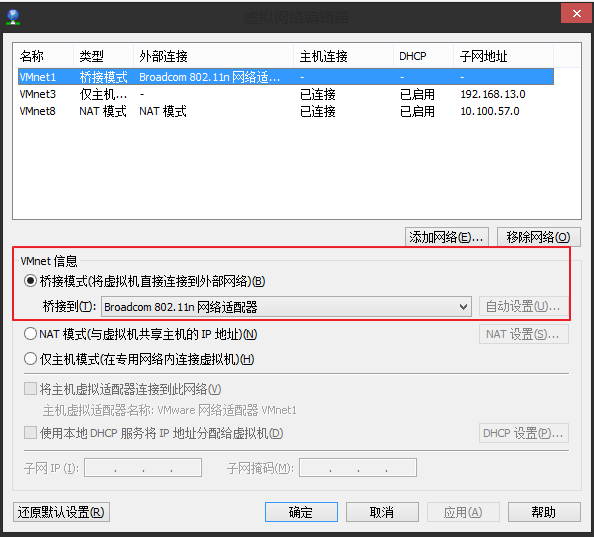 虚拟网络编辑器
名称 类型 外部连接 主机连接 DHCP 子网地址
VMnet1 桥接模式 Broadcom 802.11n 网络适... - - -
VMnet3 仅主机... - 已连接 已启用 192.168.13.0
VMnet8 NAT 模式 NAT 模式 已连接 已启用 10.100.57.0
添加网络(E)... 移除网络(O)
VMnet 信息
桥接模式(将虚拟机直接连接到外部网络)(B)
桥接到(T): Broadcom 802.11n 网络适配器 自动设置(U)...
NAT 模式(与虚拟机共享主机的 IP 地址)(N) NAT 设置(S)...
仅主机模式(在专用网络内连接虚拟机)(H)
将主机虚拟适配器连接到此网络(V)
主机虚拟适配器名称: VMware 网络适配器 VMnet1
使用本地 DHCP 服务将 IP 地址分配给虚拟机(D) DHCP 设置(P)...
子网 IP (I): . . . 子网掩码(M): . . .
还原默认设置(R) 确定 取消 应用(A) 帮助